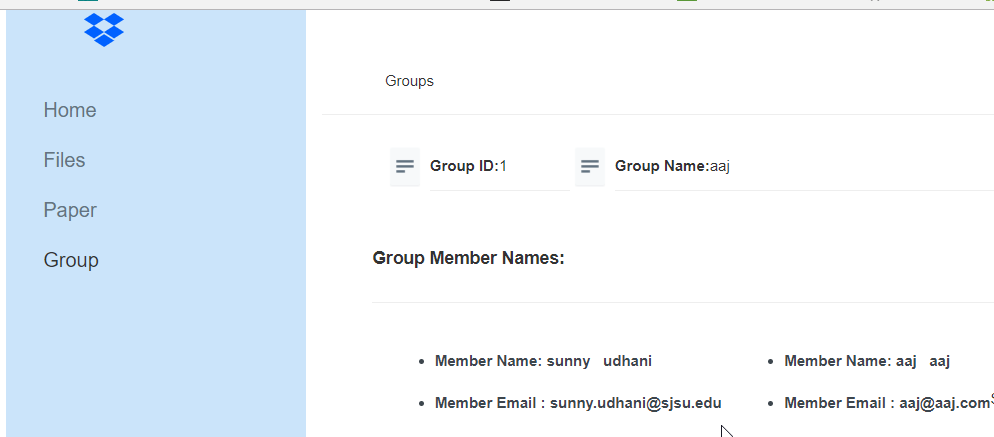 Groups
Home
Files
Paper
Group
Group ID:1 Group Name:aaj
Group Member Names:
• Member Name: sunny udhani
• Member Email : sunny.udhani@sjsu.edu
• Member Name: aaj aaj
• Member Email : aaj@aaj.com